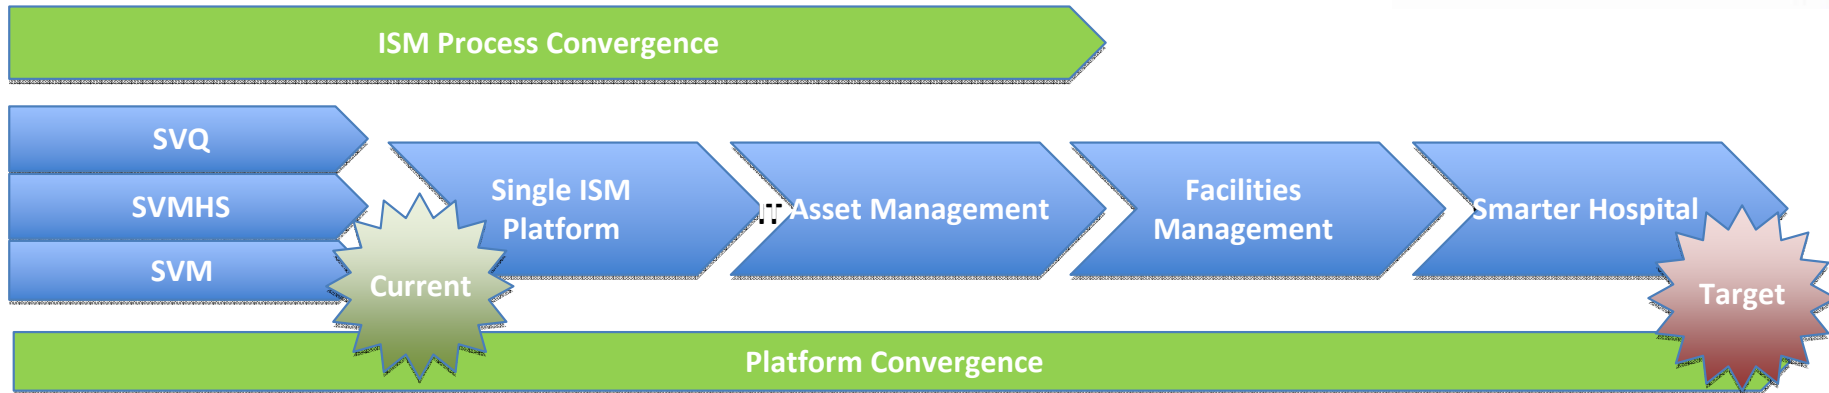 ISM Process Convergence
SVQ
SVMHS
SVM
Current
Single ISM
Platform
IT Asset Management
Facilities
Management
Smarter Hospital
Target
Platform Convergence